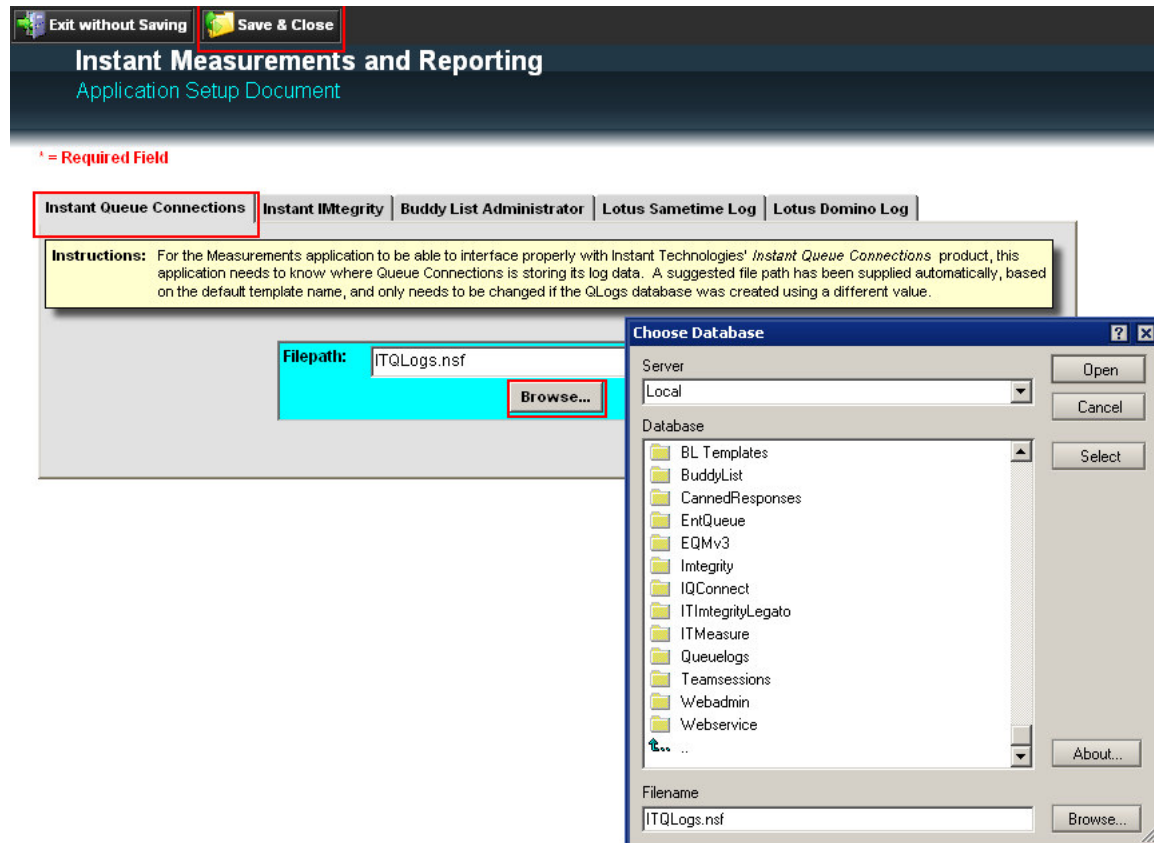 Exit without Saving Save & Close
Instant Measurements and Reporting
Application Setup Document
* = Required Field
Instant Queue Connections Instant IMtegrity Buddy List Administrator Lotus Sametime Log Lotus Domino Log
Instructions: For the Measurements application to be able to interface properly with Instant Technologies' Instant Queue Connections product, this
application needs to know where Queue Connections is storing its log data. A suggested file path has been supplied automatically, based
on the default template name, and only needs to be changed if the QLogs database was created using a different value.
Filepath: ITQLogs.nsf
Browse...
Choose Database
Server
Local
Open
Cancel
Database
Select
BL Templates
BuddyList
CannedResponses
EntQueue
EQMv3
Imtegrity
IQConnect
ITImtegrityLegato
ITMeasure
Queuelogs
Teamsessions
Webadmin
Webservice
..
About...
Filename
ITQLogs.nsf
Browse...